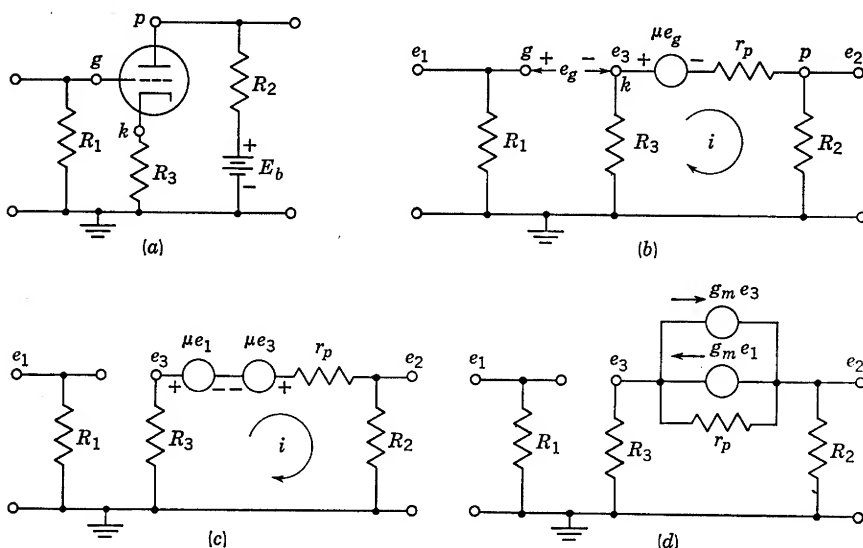 p
g
k
R1
R3
R2
+
Eb
−
(a)
e1
g + eg −
e3
k
+ μeg −
rp
p
e2
R1
R3
i
R2
(b)
e1
e3
μe1
μe3
rp
e2
+ − − +
R1
R3
i
R2
(c)
gm e3
gm e1
e1
e3
e2
rp
R1
R3
R2
(d)